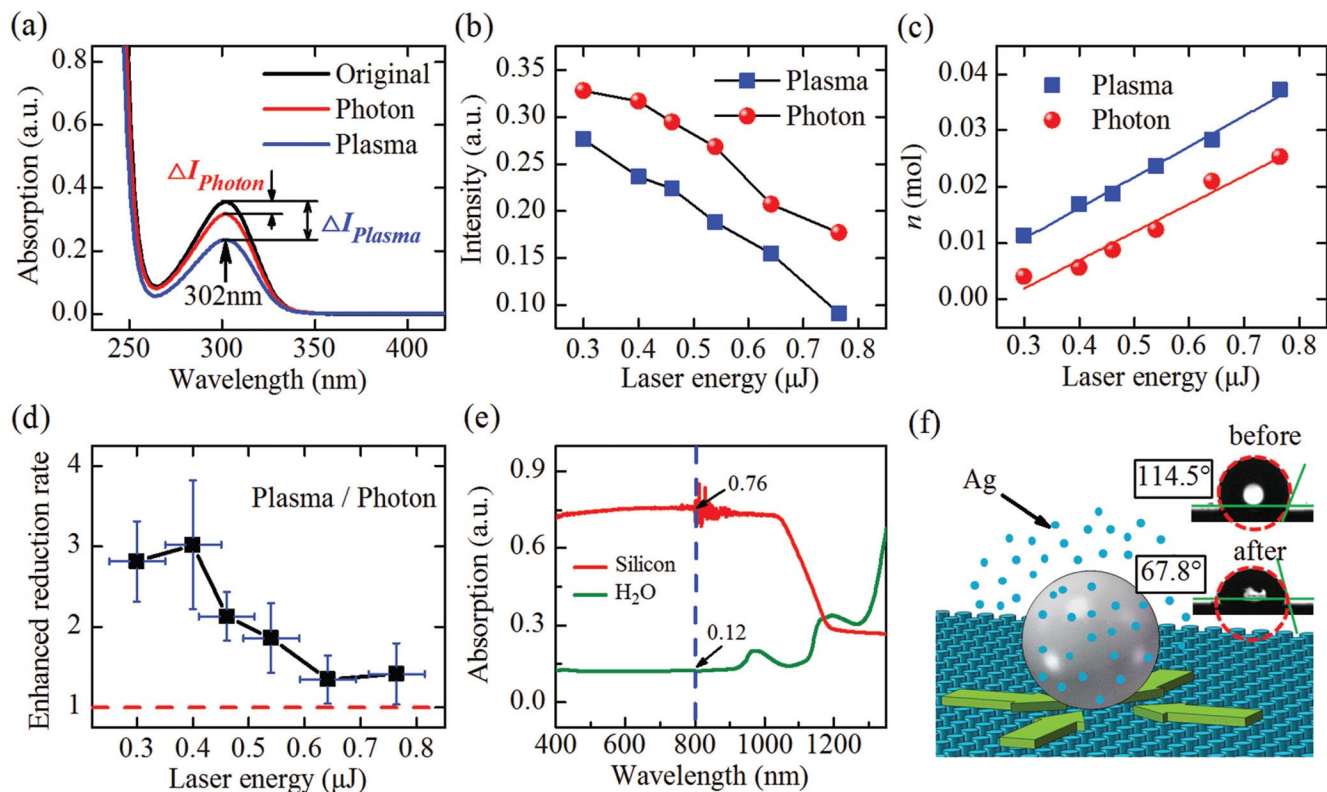 (a)
0.8
0.6
0.4
0.2
0.0
Absorption (a.u.)
Original
Photon
Plasma
△I Photon
△I Plasma
302nm
250 300 350 400
Wavelength (nm)
(b)
0.35
0.30
0.25
0.20
0.15
0.10
Intensity (a.u.)
Plasma
Photon
0.3 0.4 0.5 0.6 0.7 0.8
Laser energy (μJ)
(c)
0.04
0.03
0.02
0.01
0.00
n (mol)
Plasma
Photon
0.3 0.4 0.5 0.6 0.7 0.8
Laser energy (μJ)
(d)
4
3
2
1
Enhanced reduction rate
Plasma / Photon
0.3 0.4 0.5 0.6 0.7 0.8
Laser energy (μJ)
(e)
0.9
0.6
0.3
0.0
Absorption (a.u.)
0.76
Silicon
H2O
0.12
400 600 800 1000 1200
Wavelength (nm)
(f)
Ag
before
114.5°
after
67.8°